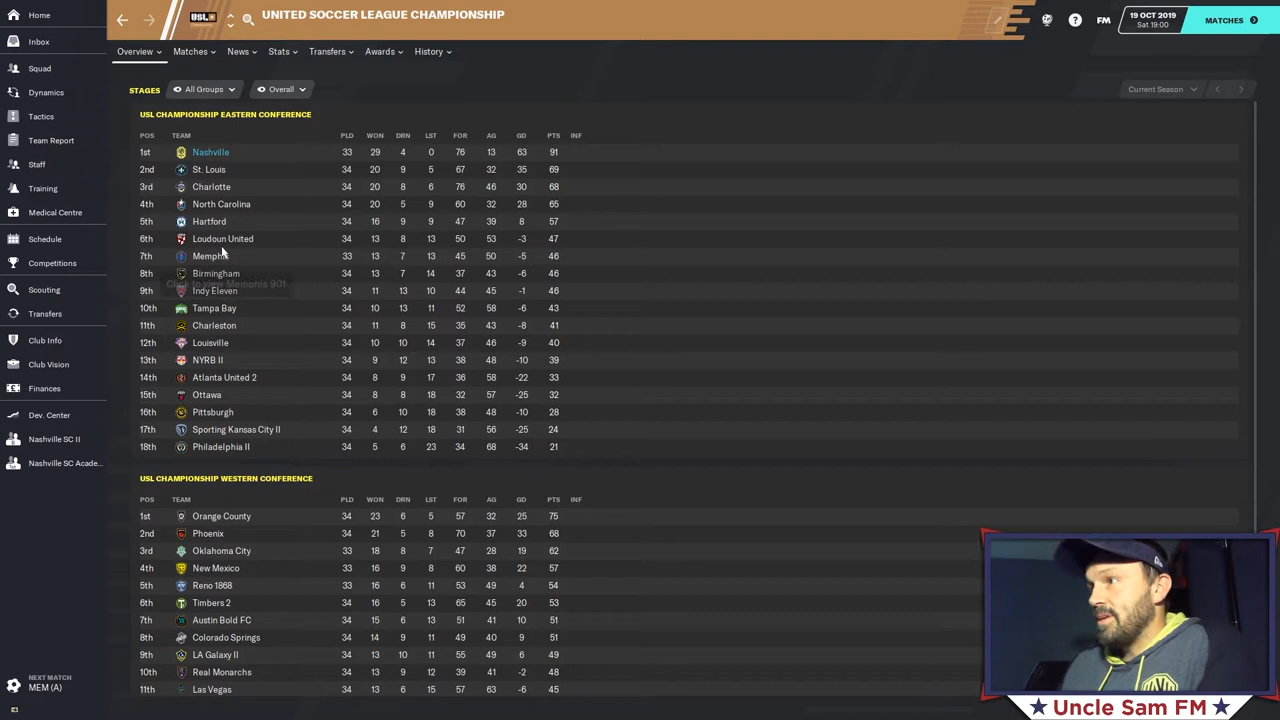 Home
USL
UNITED SOCCER LEAGUE CHAMPIONSHIP
FM
19 OCT 2019
Sat 19:00
MATCHES
Inbox
Squad
Dynamics
Tactics
Team Report
Staff
Training
Medical Centre
Schedule
Competitions
Scouting
Transfers
Club Info
Club Vision
Finances
Dev. Center
Nashville SC II
Nashville SC Acade...
NEXT MATCH
MEM (A)
Overview Matches News Stats Transfers Awards History
STAGES All Groups Overall Current Season
USL CHAMPIONSHIP EASTERN CONFERENCE
POS TEAM PLD WON DRN LST FOR AG GD PTS INF
1st Nashville 33 29 4 0 76 13 63 91
2nd St. Louis 34 20 9 5 67 32 35 69
3rd Charlotte 34 20 8 6 76 46 30 68
4th North Carolina 34 20 5 9 60 32 28 65
5th Hartford 34 16 9 9 47 39 8 57
6th Loudoun United 34 13 8 13 50 53 -3 47
7th Memphis 33 13 7 13 45 50 -5 46
8th Birmingham 34 13 7 14 37 43 -6 46
Click to view Memphis 901
9th Indy Eleven 34 11 13 10 44 45 -1 46
10th Tampa Bay 34 10 13 11 52 58 -6 43
11th Charleston 34 11 8 15 35 43 -8 41
12th Louisville 34 10 10 14 37 46 -9 40
13th NYRB II 34 9 12 13 38 48 -10 39
14th Atlanta United 2 34 8 9 17 36 58 -22 33
15th Ottawa 34 8 8 18 32 57 -25 32
16th Pittsburgh 34 6 10 18 38 48 -10 28
17th Sporting Kansas City II 34 4 12 18 31 56 -25 24
18th Philadelphia II 34 5 6 23 34 68 -34 21
USL CHAMPIONSHIP WESTERN CONFERENCE
POS TEAM PLD WON DRN LST FOR AG GD PTS INF
1st Orange County 34 23 6 5 57 32 25 75
2nd Phoenix 34 21 5 8 70 37 33 68
3rd Oklahoma City 33 18 8 7 47 28 19 62
4th New Mexico 33 16 9 8 60 38 22 57
5th Reno 1868 33 16 6 11 53 49 4 54
6th Timbers 2 34 16 5 13 65 45 20 53
7th Austin Bold FC 34 15 6 13 51 41 10 51
8th Colorado Springs 34 14 9 11 49 40 9 51
9th LA Galaxy II 34 13 10 11 55 49 6 49
10th Real Monarchs 34 13 9 12 39 41 -2 48
11th Las Vegas 34 13 6 15 57 63 -6 45
★ Uncle Sam FM ★